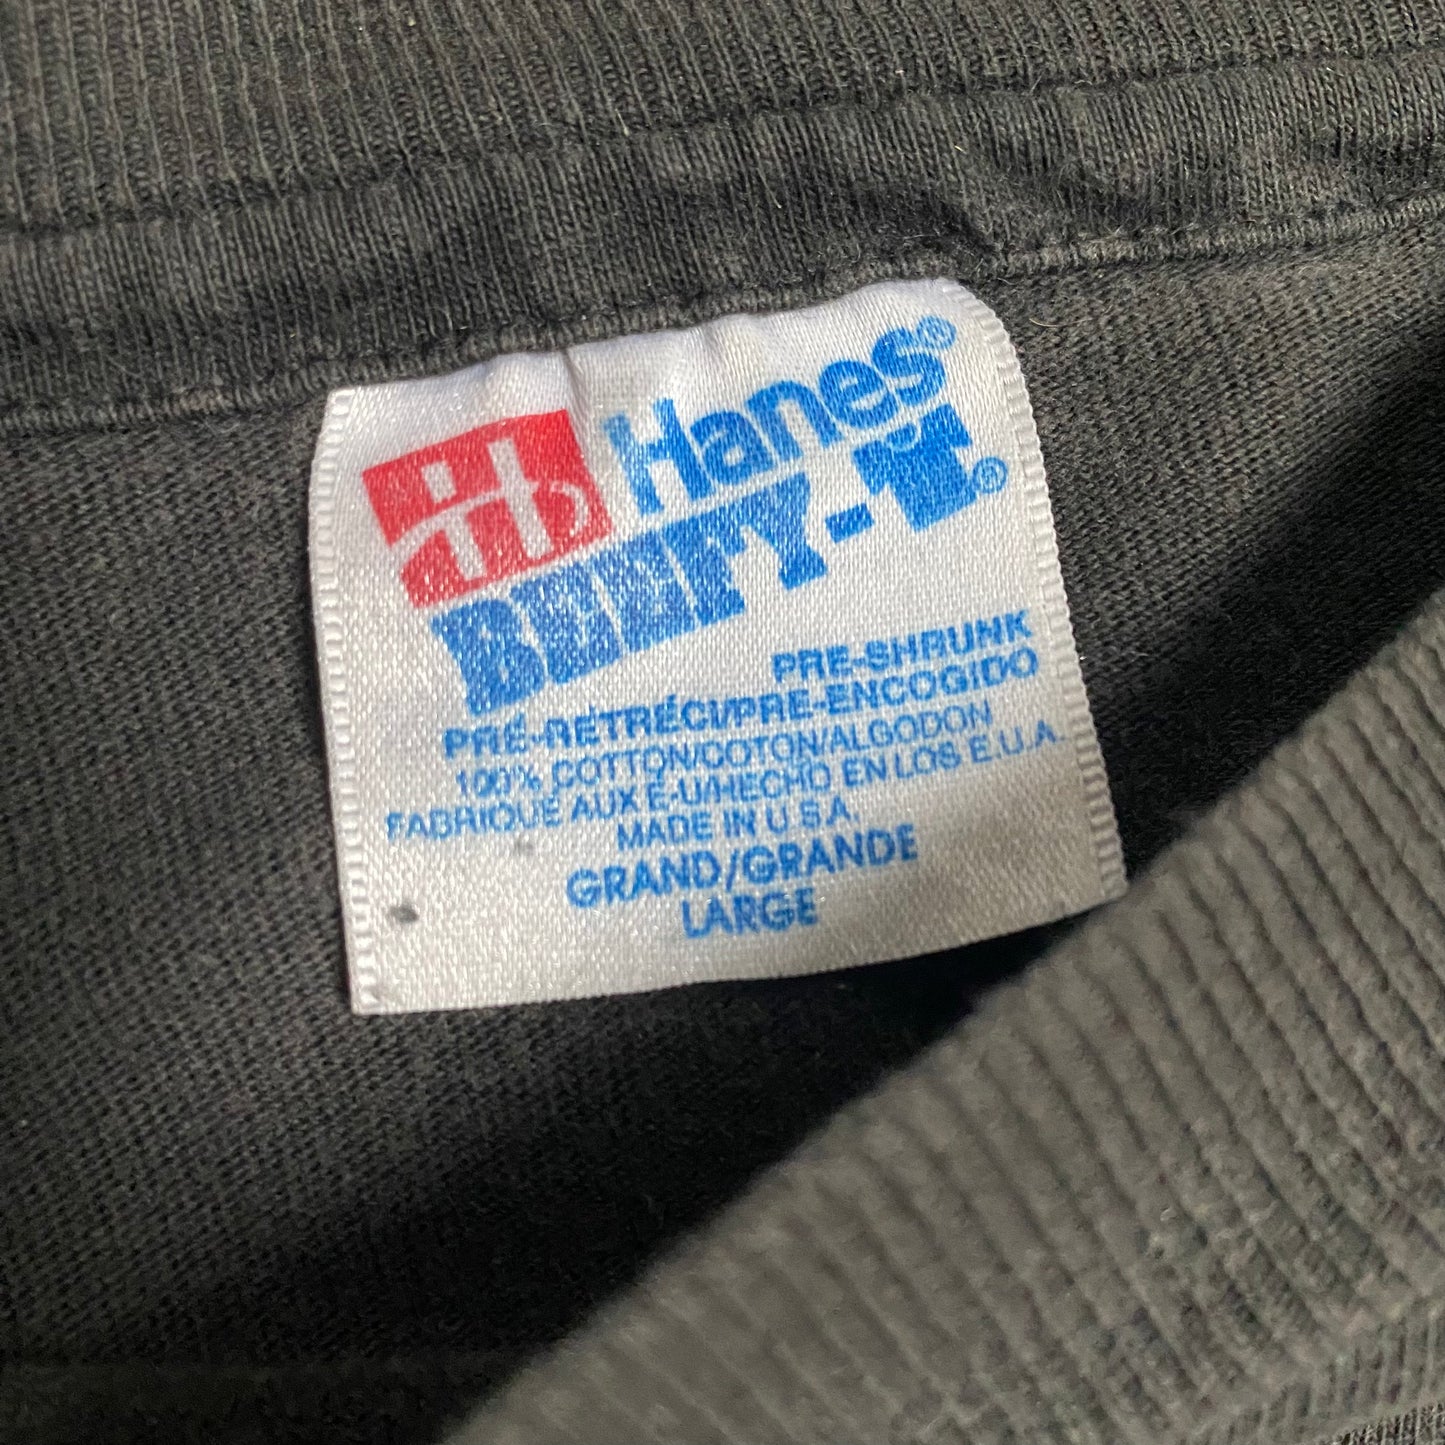 Hanes®
BEEFY-T.®
PRE-SHRUNK
PRÉ-RÉTRÉCI/PRE-ENCOGIDO
100% COTTON/COTON/ALGODON
FABRIQUÉ AUX É-U/HECHO EN LOS E.U.A.
MADE IN U.S.A.
GRAND/GRANDE
LARGE